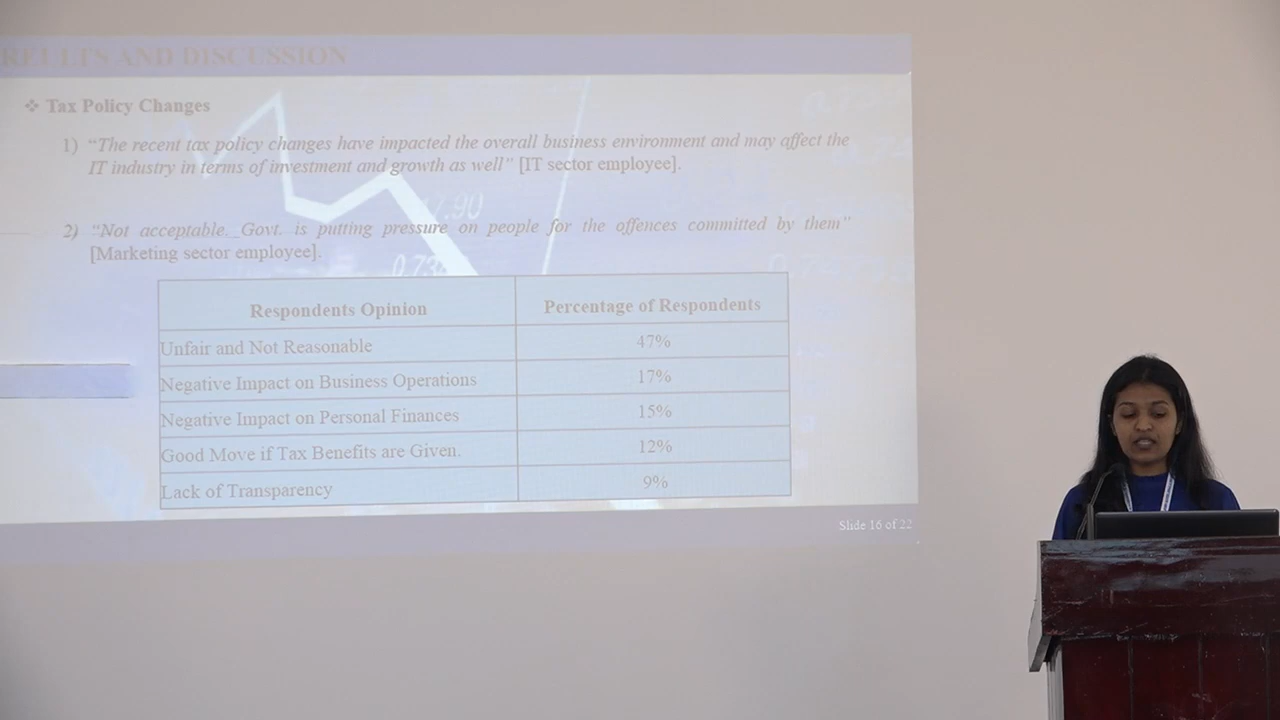 RESULTS AND DISCUSSION
❖ Tax Policy Changes
1) “The recent tax policy changes have impacted the overall business environment and may affect the
IT industry in terms of investment and growth as well” [IT sector employee].
2) “Not acceptable. Govt. is putting pressure on people for the offences committed by them”
[Marketing sector employee].
Respondents Opinion Percentage of Respondents
Unfair and Not Reasonable 47%
Negative Impact on Business Operations 17%
Negative Impact on Personal Finances 15%
Good Move if Tax Benefits are Given. 12%
Lack of Transparency 9%
Slide 16 of 22